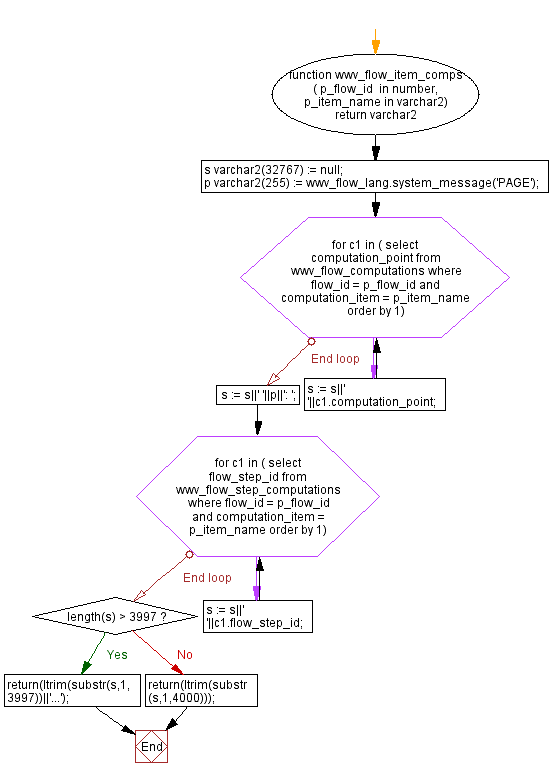 function wwv_flow_item_comps
( p_flow_id  in number,
p_item_name in varchar2)
return varchar2
s varchar2(32767) := null;
p varchar2(255) := wwv_flow_lang.system_message('PAGE');
for c1 in ( select
computation_point from
wwv_flow_computations where
flow_id = p_flow_id and
computation_item = p_item_name
order by 1)
End loop
s := s||'
'||c1.computation_point;
s := s||' '||p||': ';
for c1 in ( select
flow_step_id from
wwv_flow_step_computations
where flow_id = p_flow_id
and computation_item =
p_item_name order by 1)
End loop
s := s||'
'||c1.flow_step_id;
length(s) > 3997 ?
Yes
No
return(ltrim(substr(s,1,
3997))||'...');
return(ltrim(substr
(s,1,4000)));
End